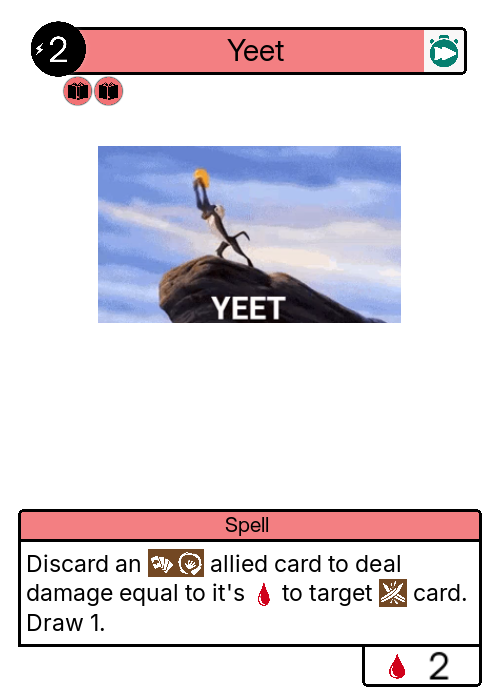 2
Yeet
YEET
Spell
Discard an allied card to deal
damage equal to it's to target card.
Draw 1.
2